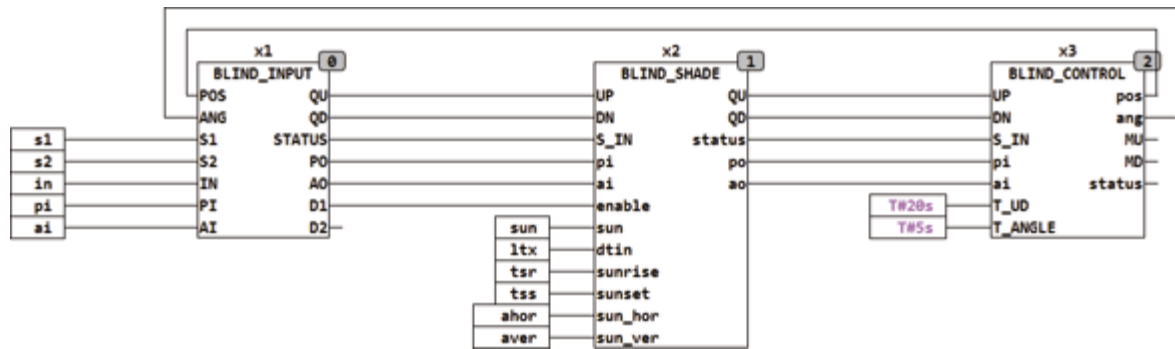 x1 x2 x3
0 1 2
BLIND_INPUT BLIND_SHADE BLIND_CONTROL
POS QU UP QU UP pos
ANG QD DN QD DN ang
s1 S1 STATUS S_IN status S_IN MU
s2 S2 PO pi po pi MD
in IN AO ai ao ai status
pi PI D1 enable T#20s T_UD
ai AI D2 sun sun T#5s T_ANGLE
ltx dtin
tsr sunrise
tss sunset
ahor sun_hor
aver sun_ver